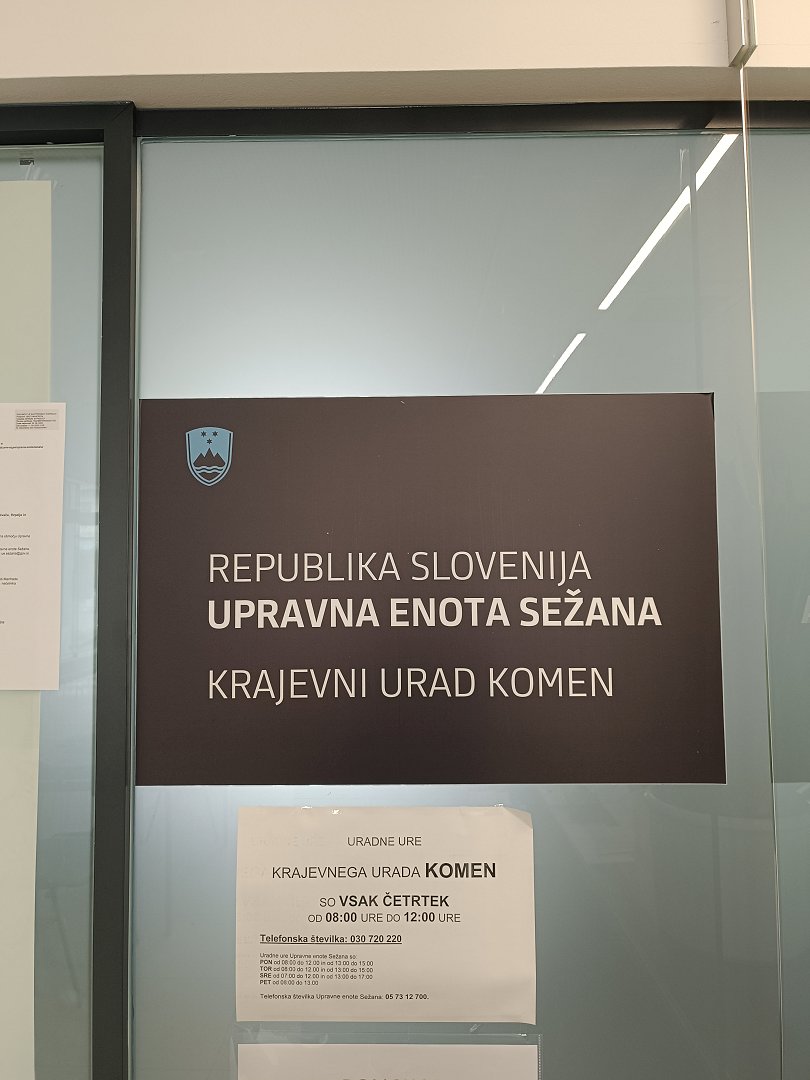 REPUBLIKA SLOVENIJA
UPRAVNA ENOTA SEŽANA
KRAJEVNI URAD KOMEN
URADNE URE
KRAJEVNEGA URADA KOMEN
SO VSAK ČETRTEK
OD 08:00 URE DO 12:00 URE
Telefonska številka: 030 720 220
Uradne ure Upravne enote Sežana so:
PON od 08:00 do 12.00 in od 13:00 do 15:00
TOR od 08:00 do 12.00 in od 13:00 do 15:00
SRE od 07:00 do 12.00 in od 13:00 do 17:00
PET od 08:00 do 13.00
Telefonska številka Upravne enote Sežana: 05 73 12 700.